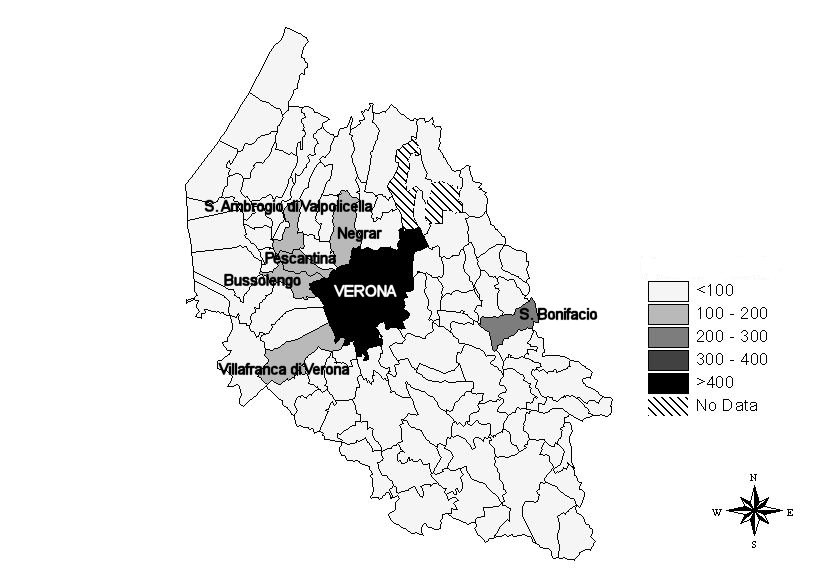 S. Ambrogio di Valpolicella
Negrar
Pescantina
Bussolengo
VERONA
S. Bonifacio
Villafranca di Verona
<100
100 - 200
200 - 300
300 - 400
>400
No Data
N
W
E
S